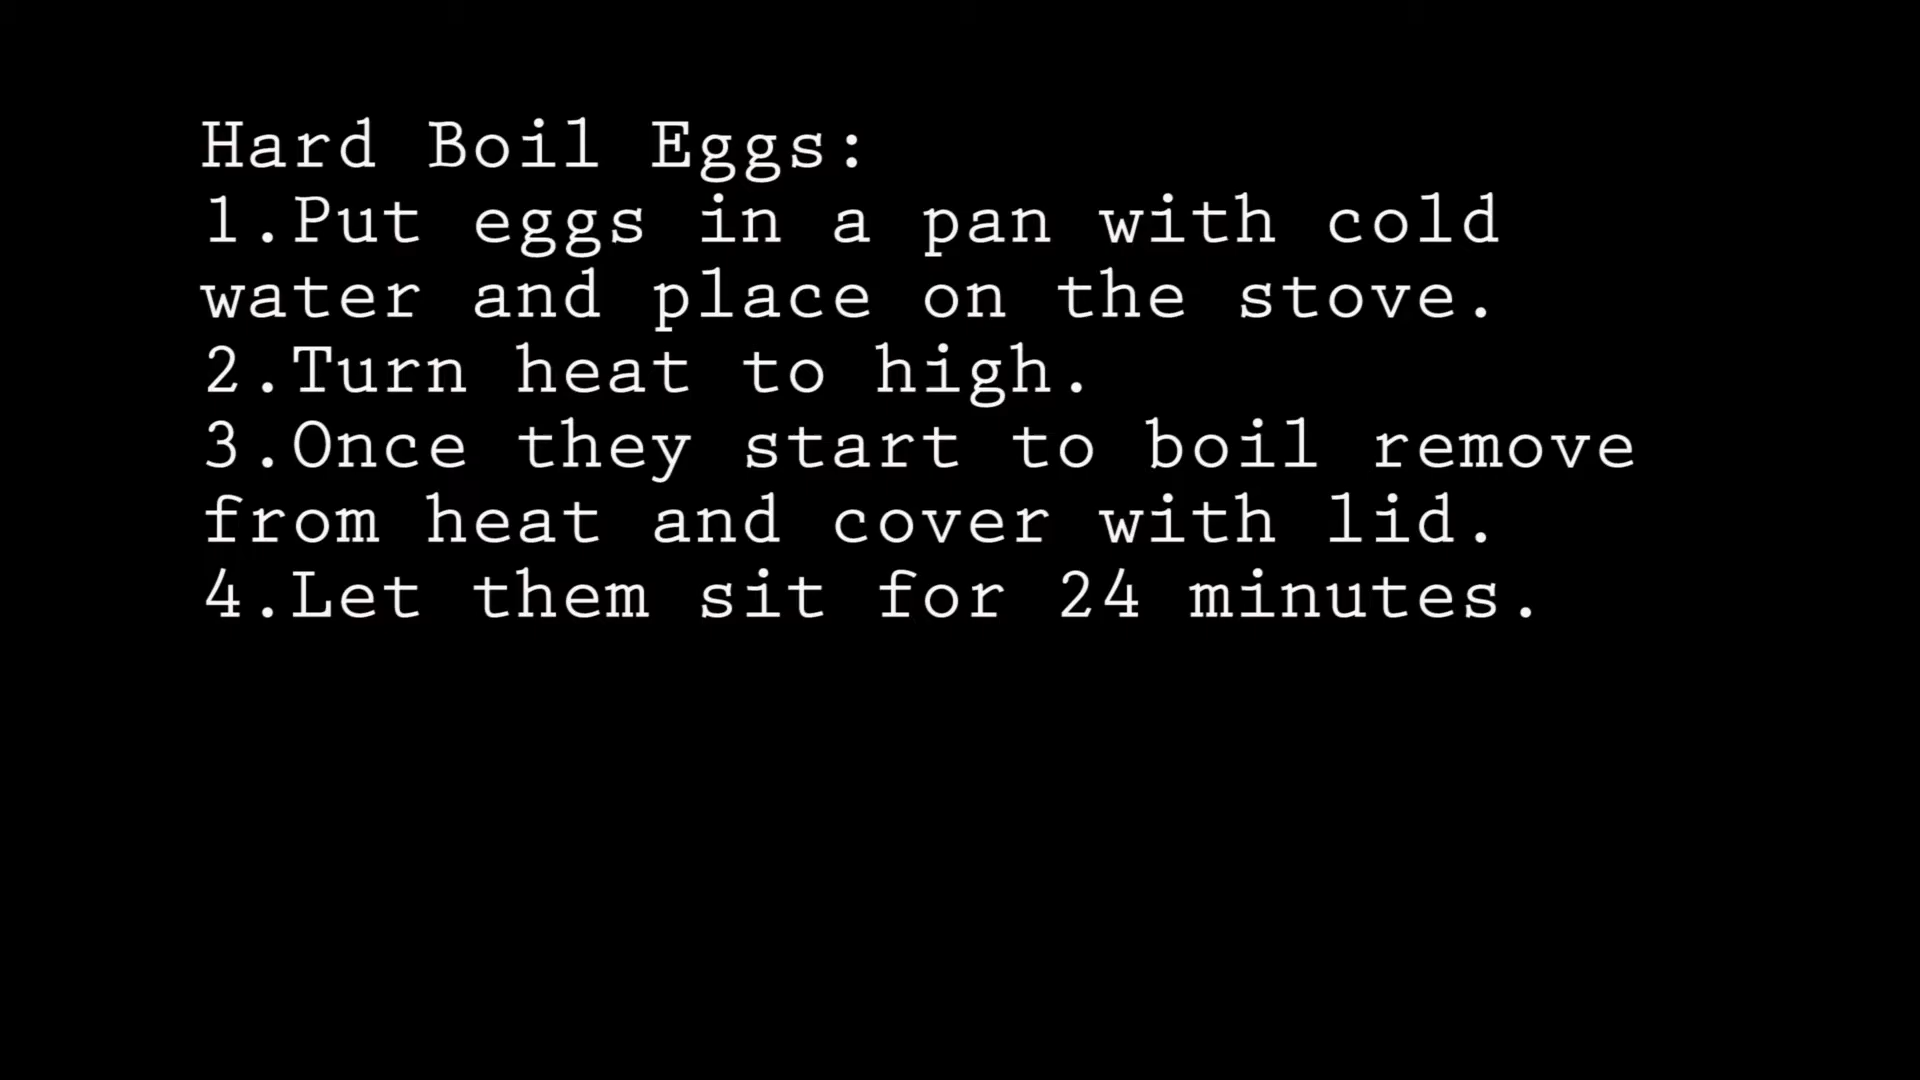 Hard Boil Eggs:
1.Put eggs in a pan with cold
water and place on the stove.
2.Turn heat to high.
3.Once they start to boil remove
from heat and cover with lid.
4.Let them sit for 24 minutes.